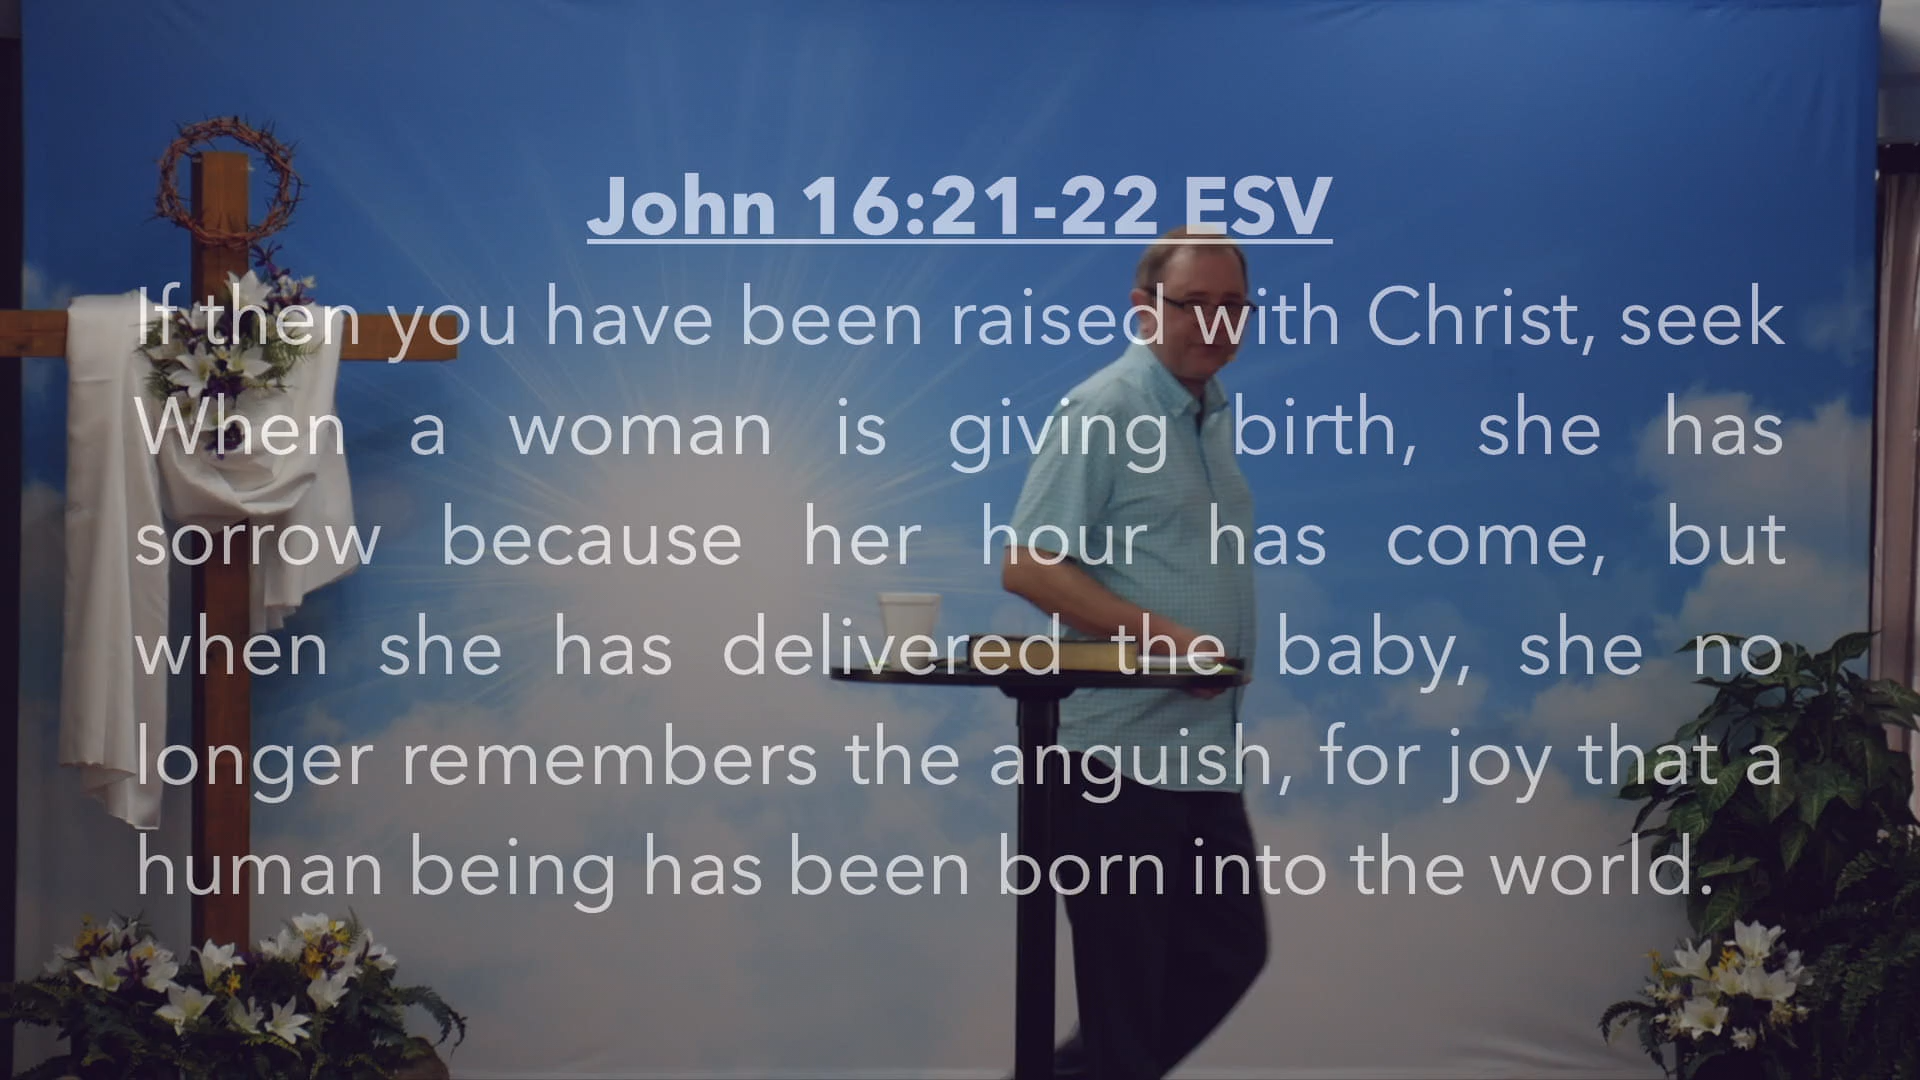 John 16:21-22 ESV
If then you have been raised with Christ, seek
When a woman is giving birth, she has
sorrow because her hour has come, but
when she has delivered the baby, she no
longer remembers the anguish, for joy that a
human being has been born into the world.